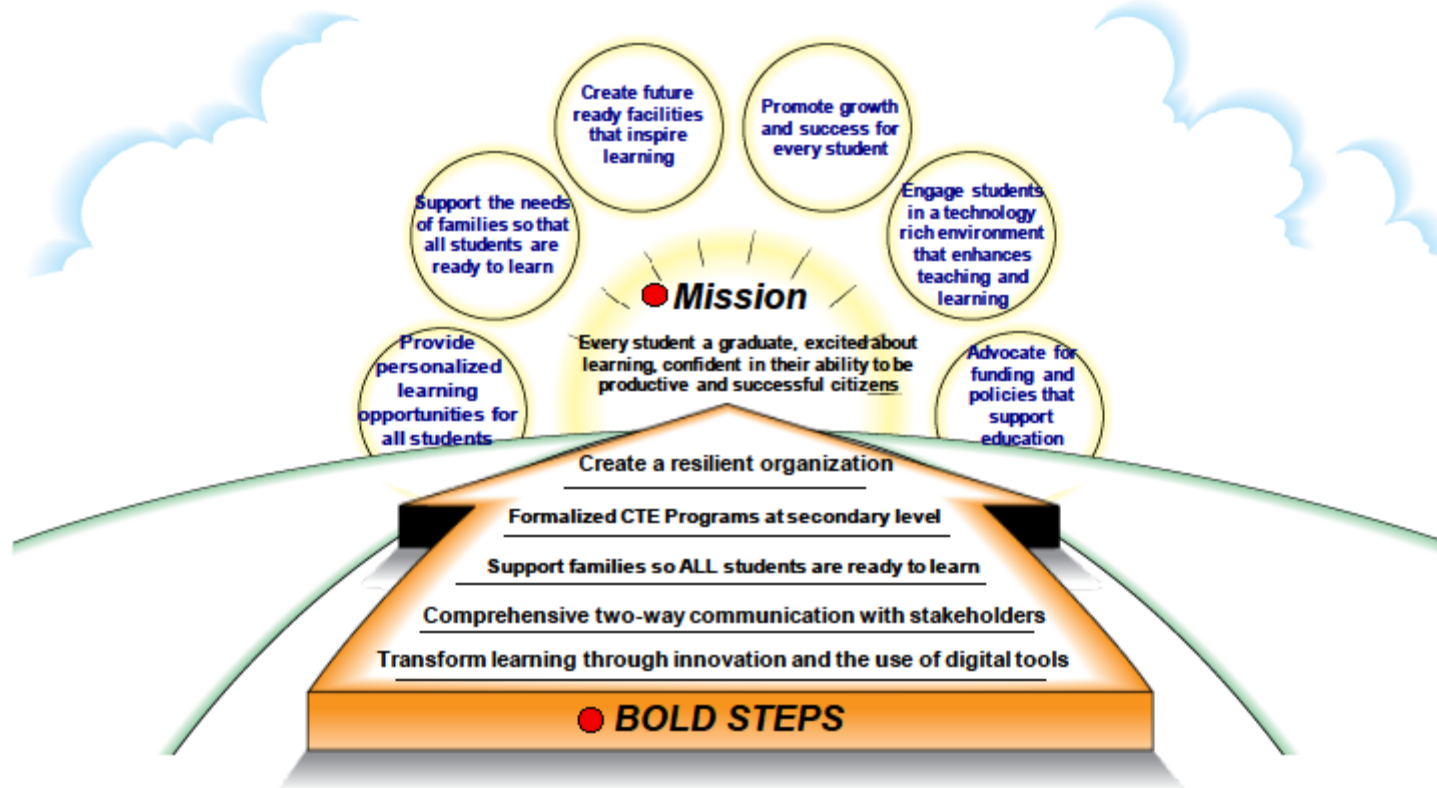 Create future
ready facilities
that inspire
learning
Promote growth
and success for
every student
Support the needs
of families so that
all students are
ready to learn
Engage students
in a technology
rich environment
that enhances
teaching and
learning
Mission
Every student a graduate, excited about
learning, confident in their ability to be
productive and successful citizens
Provide
personalized
learning
opportunities for
all students
Advocate for
funding and
policies that
support
education
Create a resilient organization
Formalized CTE Programs at secondary level
Support families so ALL students are ready to learn
Comprehensive two-way communication with stakeholders
Transform learning through innovation and the use of digital tools
BOLD STEPS